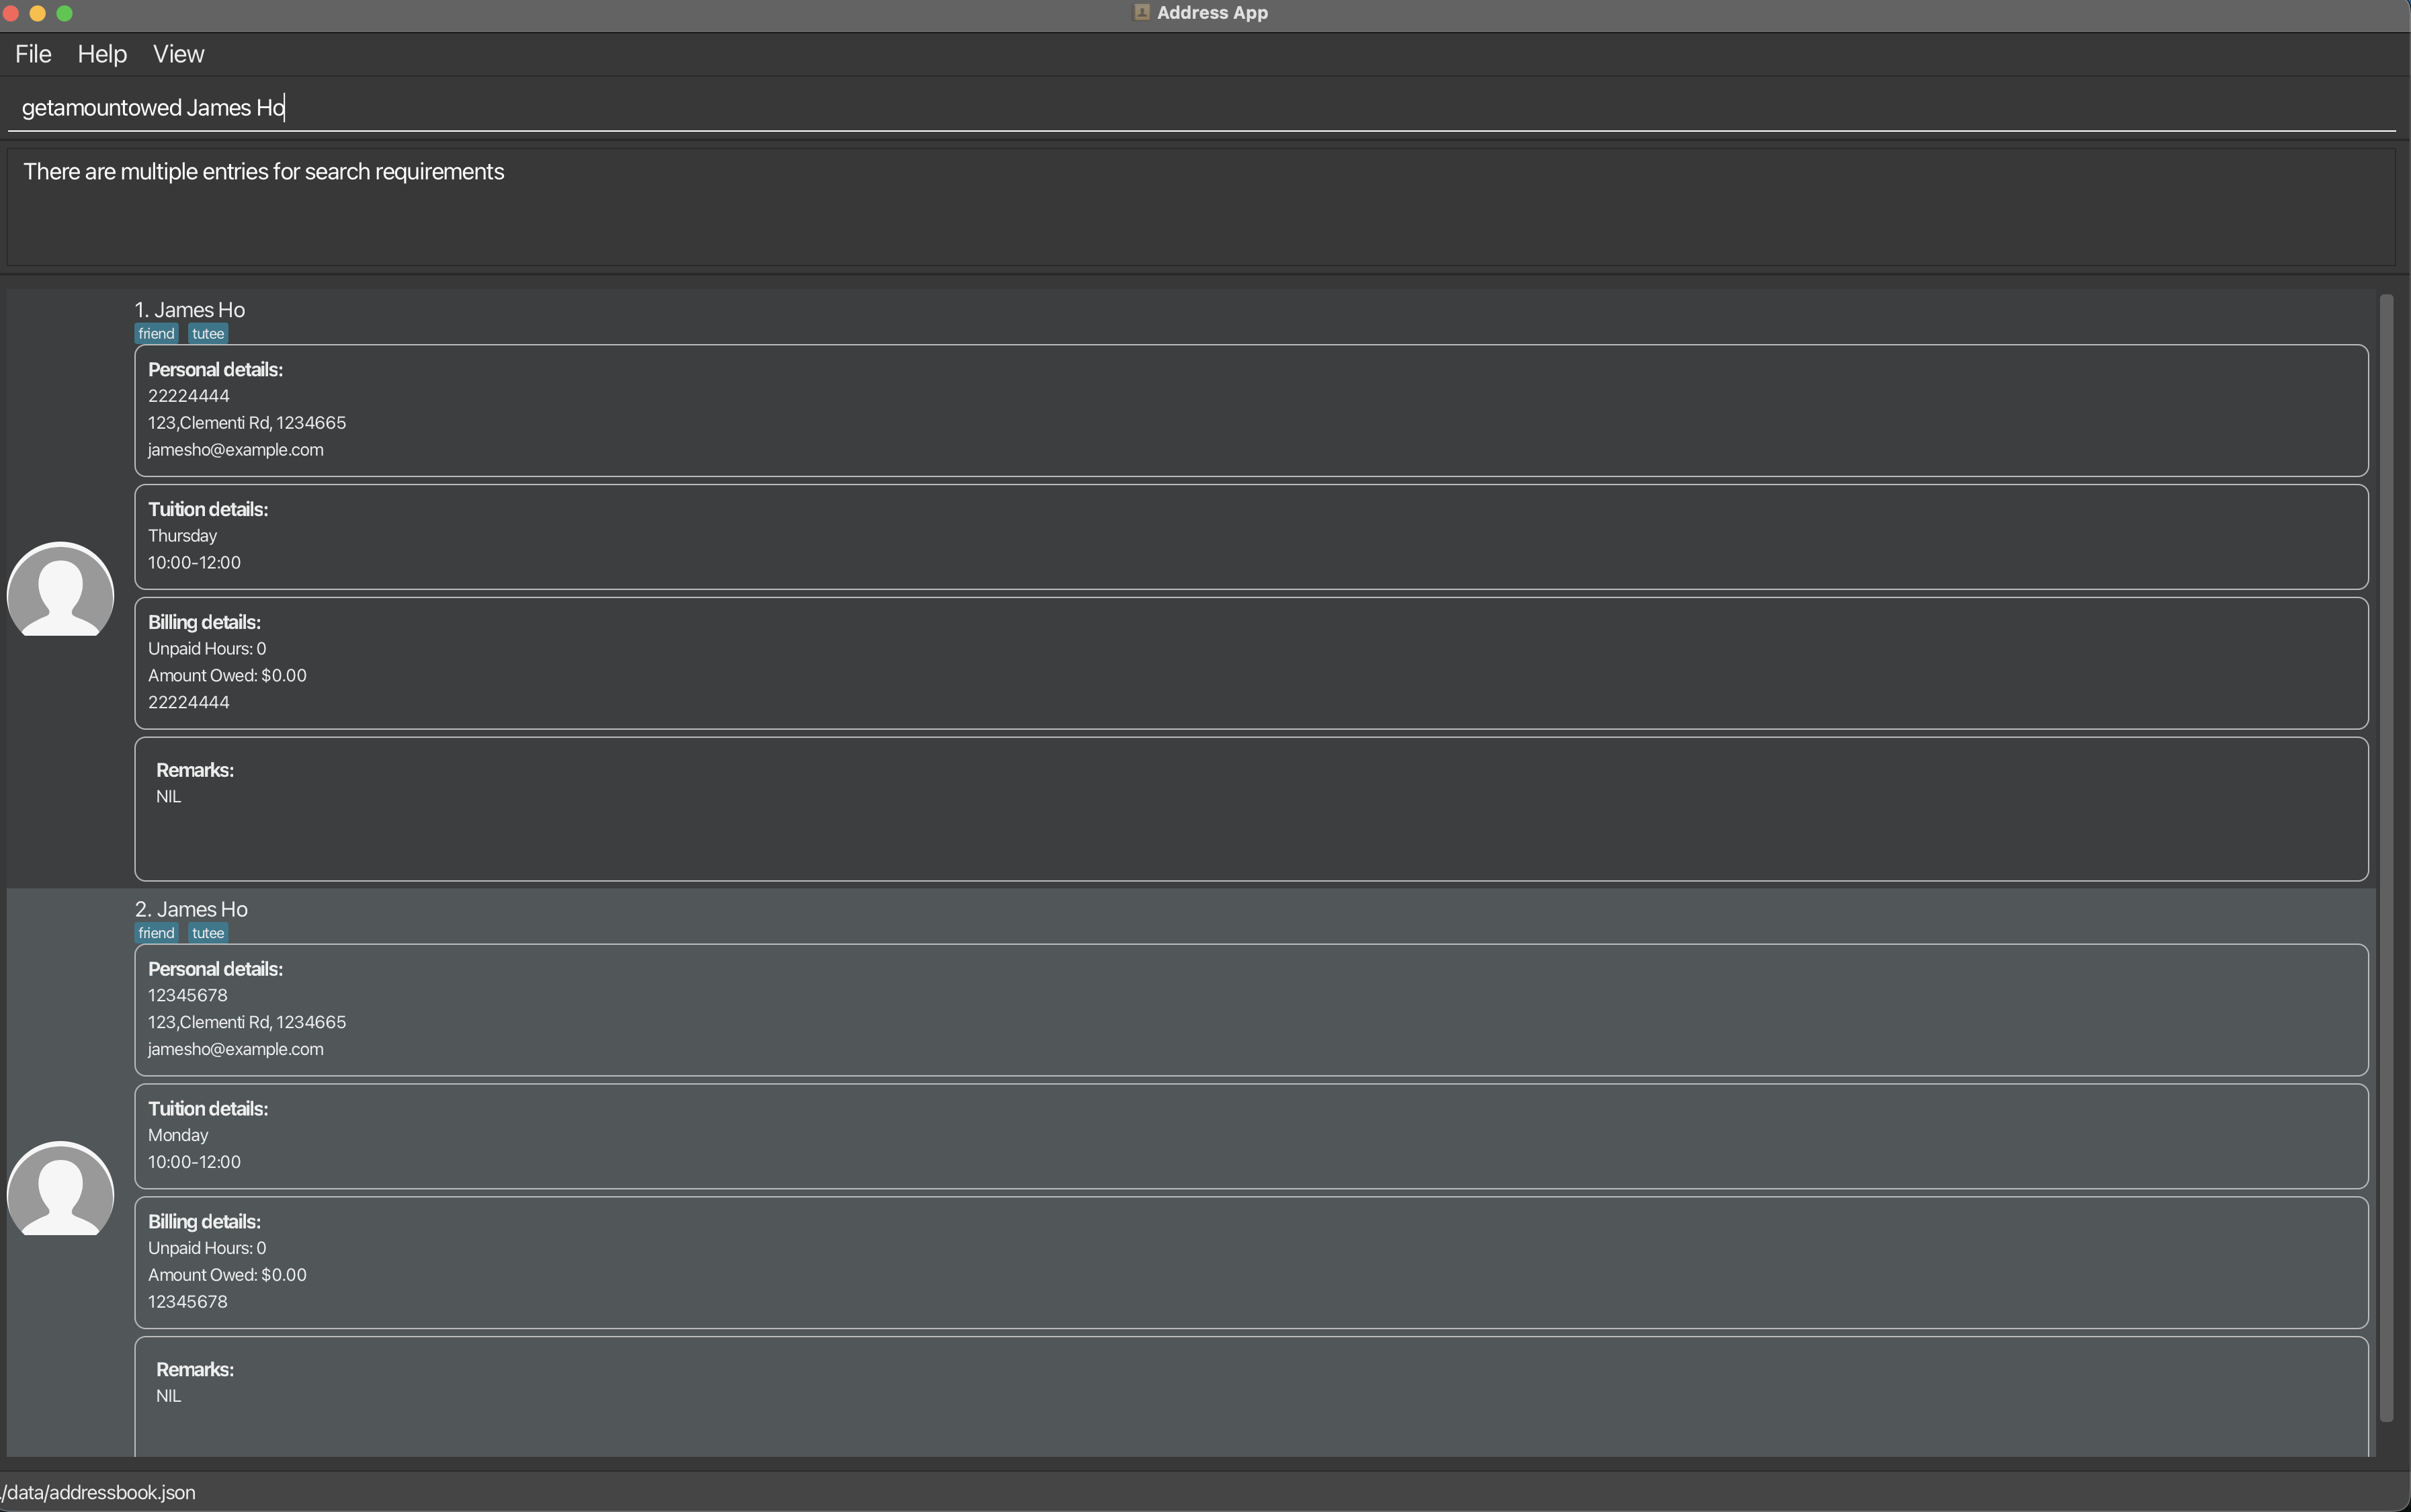 Address App
File Help View
getamountowed James Ho
There are multiple entries for search requirements
1. James Ho
friend tutee
Personal details:
22224444
123,Clementi Rd, 1234665
jamesho@example.com
Tuition details:
Thursday
10:00-12:00
Billing details:
Unpaid Hours: 0
Amount Owed: $0.00
22224444
Remarks:
NIL
2. James Ho
friend tutee
Personal details:
12345678
123,Clementi Rd, 1234665
jamesho@example.com
Tuition details:
Monday
10:00-12:00
Billing details:
Unpaid Hours: 0
Amount Owed: $0.00
12345678
Remarks:
NIL
./data/addressbook.json